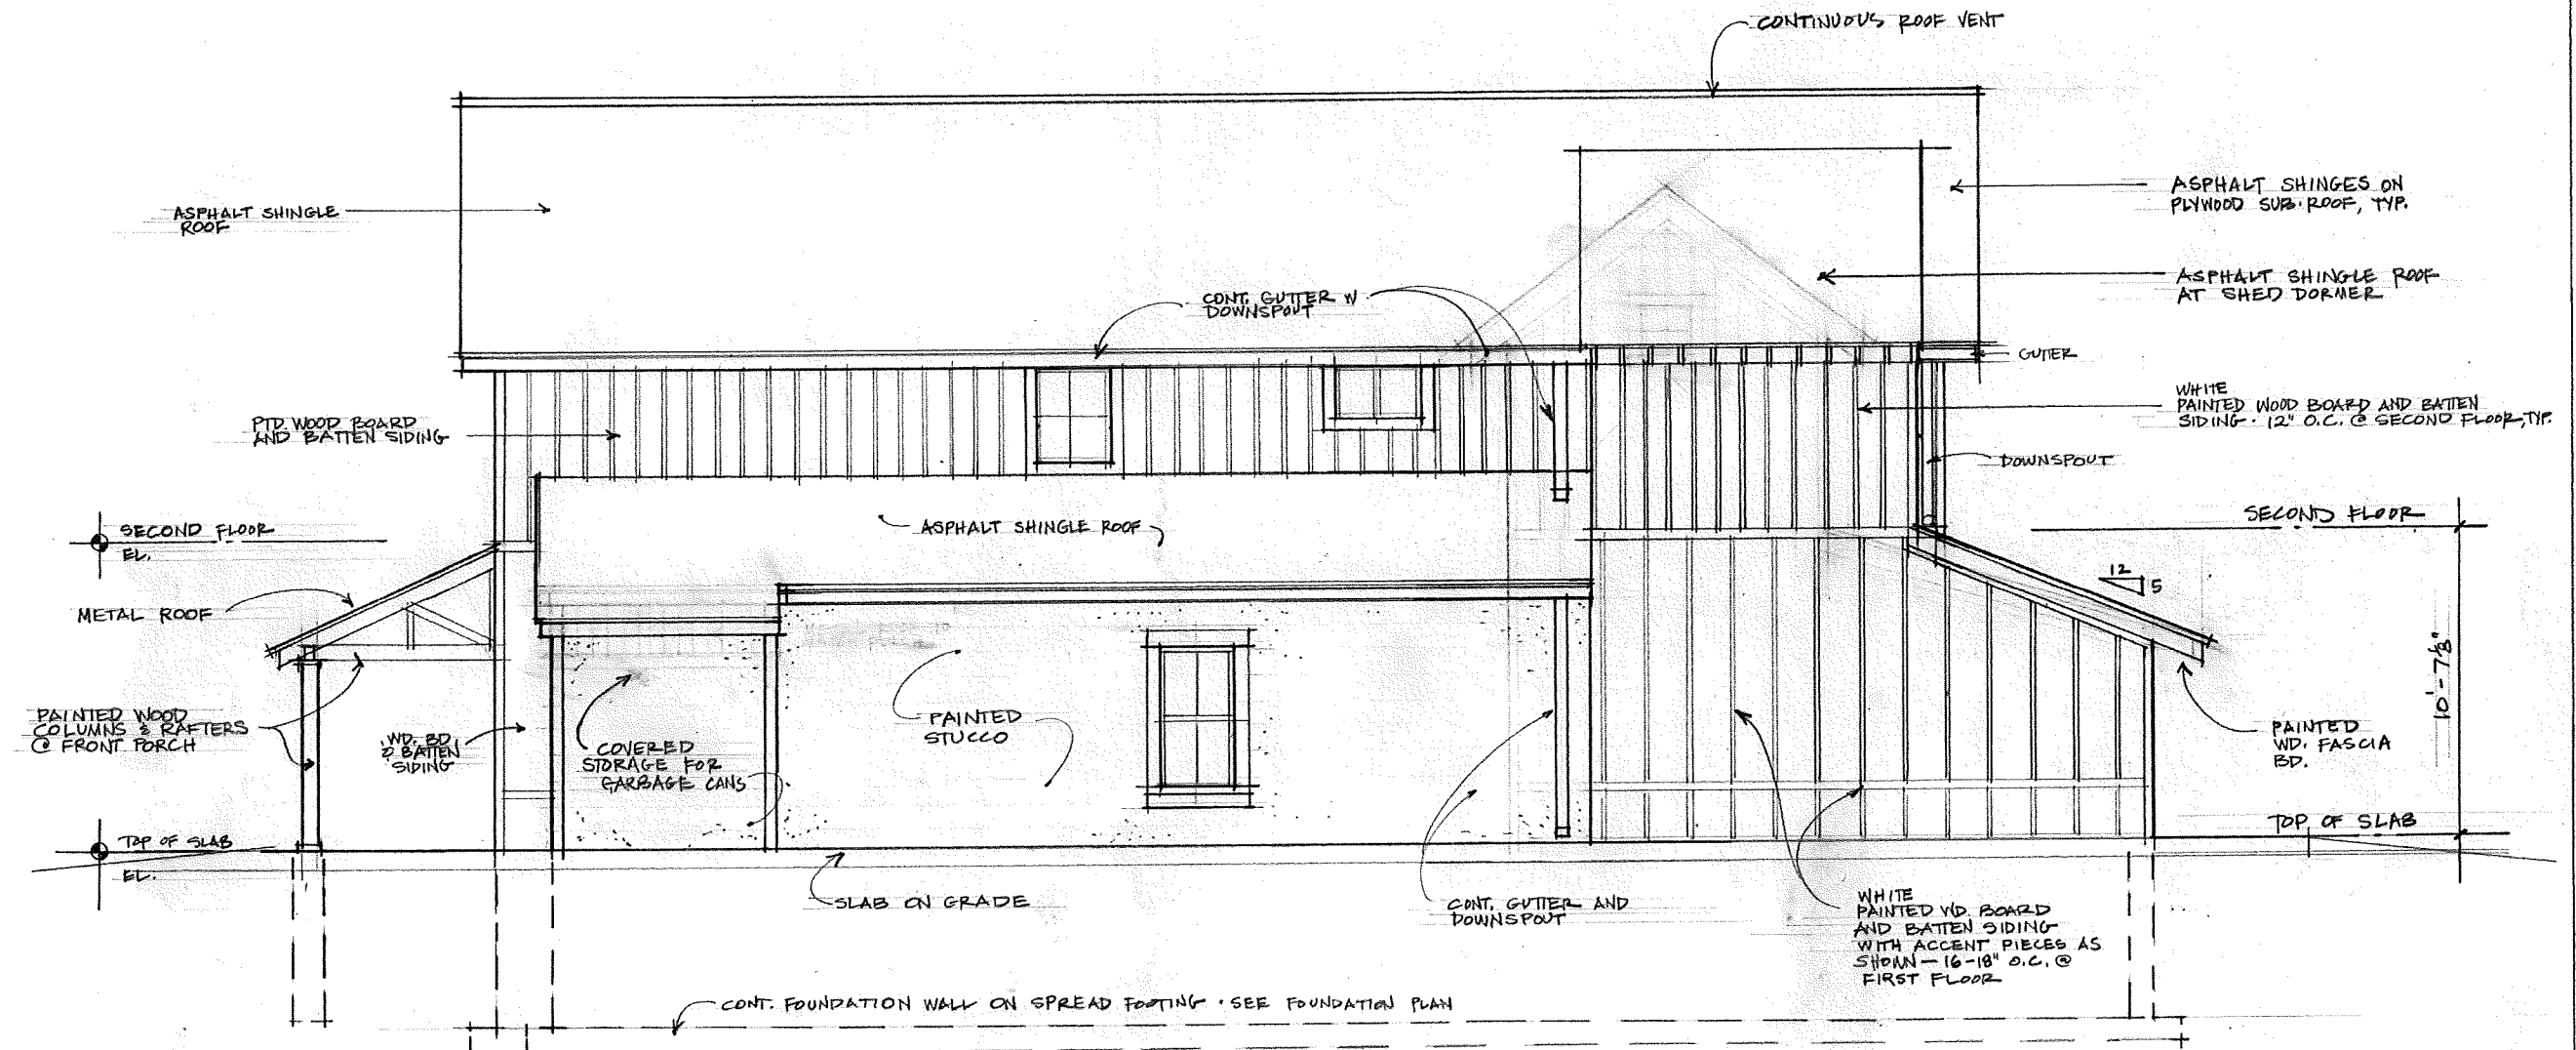 CONTINUOUS ROOF VENT
ASPHALT SHINGLE
ROOF
ASPHALT SHINGES ON
PLYWOOD SUB·ROOF, TYP.
ASPHALT SHINGLE ROOF
AT SHED DORMER
CONT. GUTTER W
DOWNSPOUT
GUTTER
WHITE
PAINTED WOOD BOARD AND BATTEN
SIDING · 12" O.C. @ SECOND FLOOR, TYP.
PTD. WOOD BOARD
AND BATTEN SIDING
DOWNSPOUT
SECOND FLOOR
EL.
ASPHALT SHINGLE ROOF
SECOND FLOOR
12
5
METAL ROOF
10'-7⅛"
PAINTED WOOD
COLUMNS & RAFTERS
@ FRONT PORCH
WD. BD
& BATTEN
SIDING
COVERED
STORAGE FOR
GARBAGE CANS
PAINTED
STUCCO
PAINTED
WD. FASCIA
BD.
TOP OF SLAB
EL.
TOP OF SLAB
SLAB ON GRADE
CONT. GUTTER AND
DOWNSPOUT
WHITE
PAINTED WD. BOARD
AND BATTEN SIDING
WITH ACCENT PIECES AS
SHOWN — 16-18" O.C. @
FIRST FLOOR
CONT. FOUNDATION WALL ON SPREAD FOOTING · SEE FOUNDATION PLAN